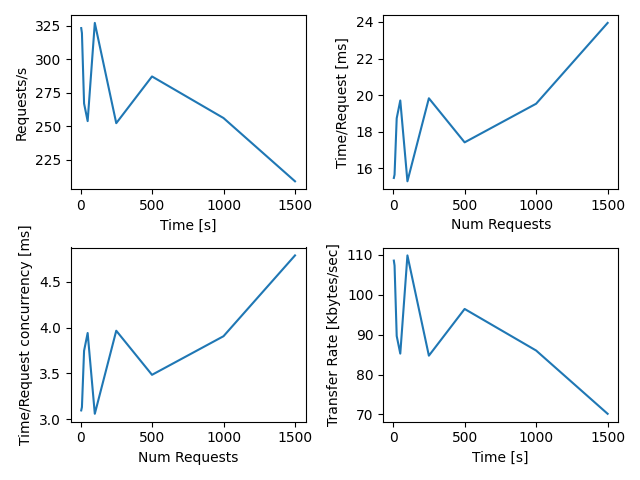 Requests/s
325
300
275
250
225
0 500 1000 1500
Time [s]
Time/Request [ms]
24
22
20
18
16
0 500 1000 1500
Num Requests
Time/Request concurrency [ms]
4.5
4.0
3.5
3.0
0 500 1000 1500
Num Requests
Transfer Rate [Kbytes/sec]
110
100
90
80
70
0 500 1000 1500
Time [s]